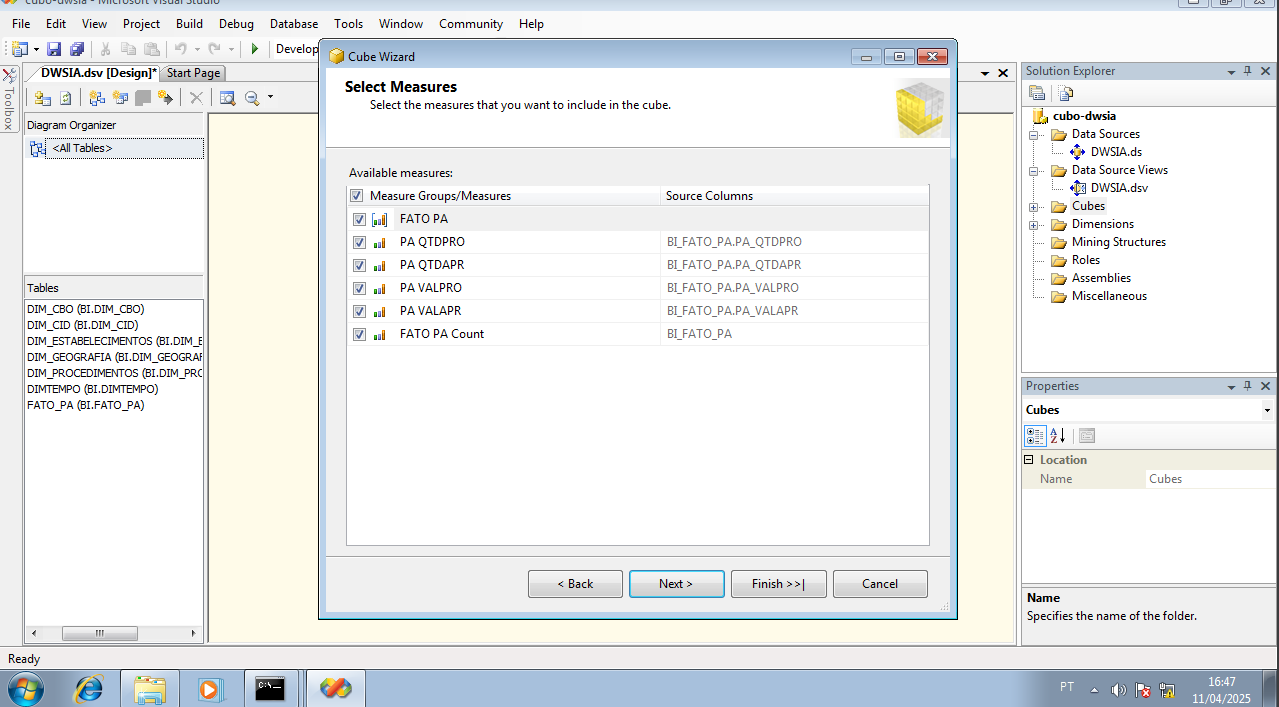 cubo-dwsia - Microsoft Visual Studio
File Edit View Project Build Debug Database Tools Window Community Help
Develop
DWSIA.dsv [Design]* Start Page
Toolbox
Diagram Organizer
<All Tables>
Tables
DIM_CBO (BI.DIM_CBO)
DIM_CID (BI.DIM_CID)
DIM_ESTABELECIMENTOS (BI.DIM_E
DIM_GEOGRAFIA (BI.DIM_GEOGRAF
DIM_PROCEDIMENTOS (BI.DIM_PRO
DIMTEMPO (BI.DIMTEMPO)
FATO_PA (BI.FATO_PA)
Cube Wizard
Select Measures
Select the measures that you want to include in the cube.
Available measures:
Measure Groups/Measures Source Columns
FATO PA
PA QTDPRO BI_FATO_PA.PA_QTDPRO
PA QTDAPR BI_FATO_PA.PA_QTDAPR
PA VALPRO BI_FATO_PA.PA_VALPRO
PA VALAPR BI_FATO_PA.PA_VALAPR
FATO PA Count BI_FATO_PA
< Back Next > Finish >>| Cancel
Solution Explorer
cubo-dwsia
Data Sources
DWSIA.ds
Data Source Views
DWSIA.dsv
Cubes
Dimensions
Mining Structures
Roles
Assemblies
Miscellaneous
Properties
Cubes
Location
Name Cubes
Name
Specifies the name of the folder.
Ready
C:\
PT
16:47
11/04/2025